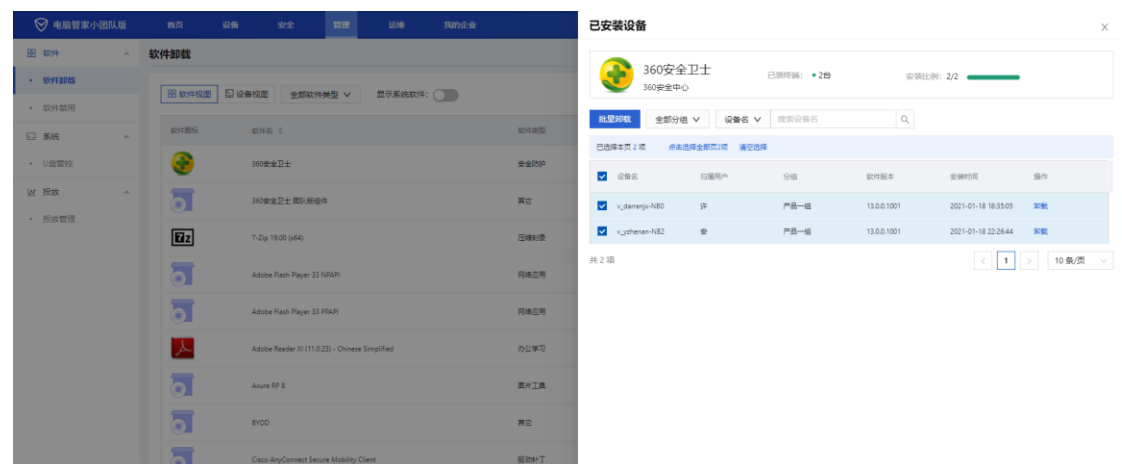 电脑管家小团队版 首页 设备 安全 管理 运维 我的企业
软件
软件卸载
软件禁用
系统
U盘管控
投放
投放管理
软件卸载
软件视图 设备视图 全部软件类型 显示系统软件:
软件图标 软件名 软件类型
360安全卫士 安全防护
360安全卫士 团队版组件 其它
7-Zip 19.00 (x64) 压缩刻录
Adobe Flash Player 33 NPAPI 网络应用
Adobe Flash Player 33 PPAPI 网络应用
Adobe Reader XI (11.0.23) - Chinese Simplified 办公学习
Axure RP 8 图片工具
BYOD 其它
Cisco AnyConnect Secure Mobility Client 驱动补丁
已安装设备
360安全卫士
360安全中心
已装终端: 2台 安装比例: 2/2
批量卸载 全部分组 设备名 搜索设备名
已选择本页 2 项 点击选择全部页2项 清空选择
设备名 归属用户 分组 软件版本 安装时间 操作
v_darrenjx-NB0 许 产品一组 13.0.0.1001 2021-01-18 18:35:05 卸载
v_yzhenan-NB2 安 产品一组 13.0.0.1001 2021-01-18 22:26:44 卸载
共 2 项 < 1 > 10 条/页